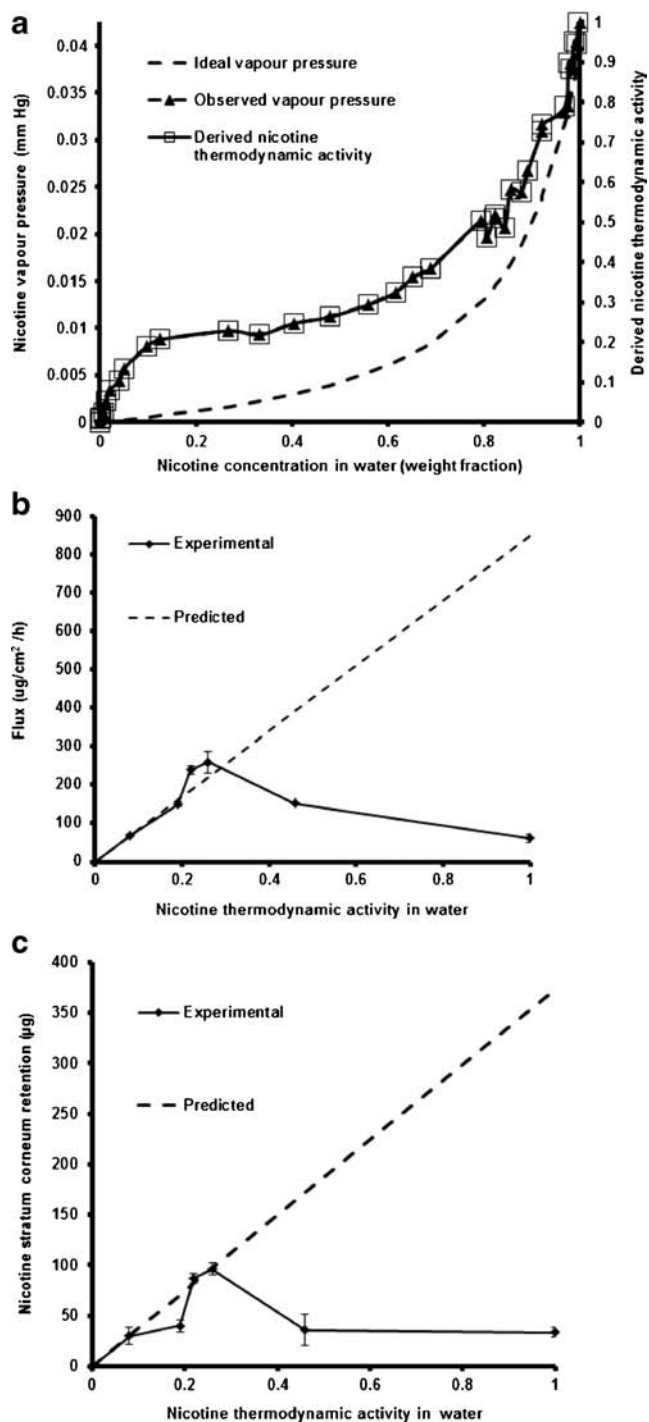 a
0.04
0.035
0.03
0.025
0.02
0.015
0.01
0.005
0
Nicotine vapour pressure (mm Hg)
Ideal vapour pressure
Observed vapour pressure
Derived nicotine
thermodynamic activity
1
0.9
0.8
0.7
0.6
0.5
0.4
0.3
0.2
0.1
0
Derived nicotine thermodynamic activity
0 0.2 0.4 0.6 0.8 1
Nicotine concentration in water (weight fraction)
b
900
800
700
600
500
400
300
200
100
0
Flux (ug/cm²/h)
Experimental
Predicted
0 0.2 0.4 0.6 0.8 1
Nicotine thermodynamic activity in water
c
400
350
300
250
200
150
100
50
0
Nicotine stratum corneum retention (µg)
Experimental
Predicted
0 0.2 0.4 0.6 0.8 1
Nicotine thermodynamic activity in water